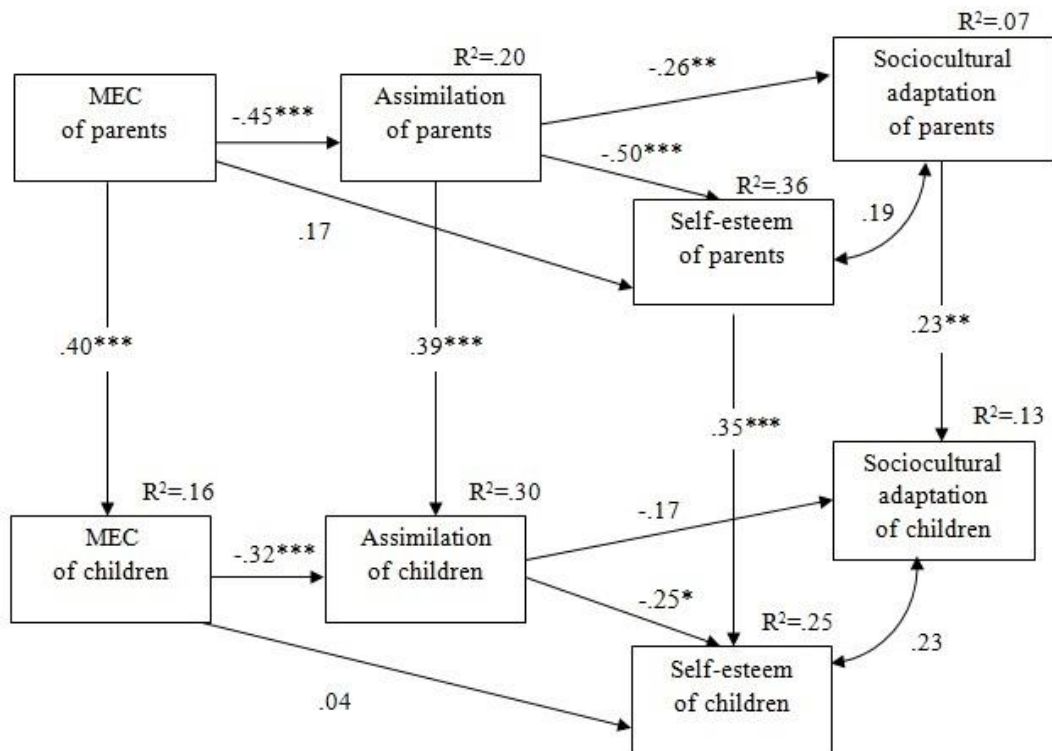 R²=.07
R²=.20
MEC
of parents
-.45***
Assimilation
of parents
-.26**
Sociocultural
adaptation
of parents
-.50***
R²=.36
.17
Self-esteem
of parents
.19
.40***
.39***
.23**
.35***
R²=.13
R²=.16
R²=.30
Sociocultural
adaptation
of children
MEC
of children
-.32***
Assimilation
of children
-.17
-.25*
R²=.25
.23
Self-esteem
of children
.04